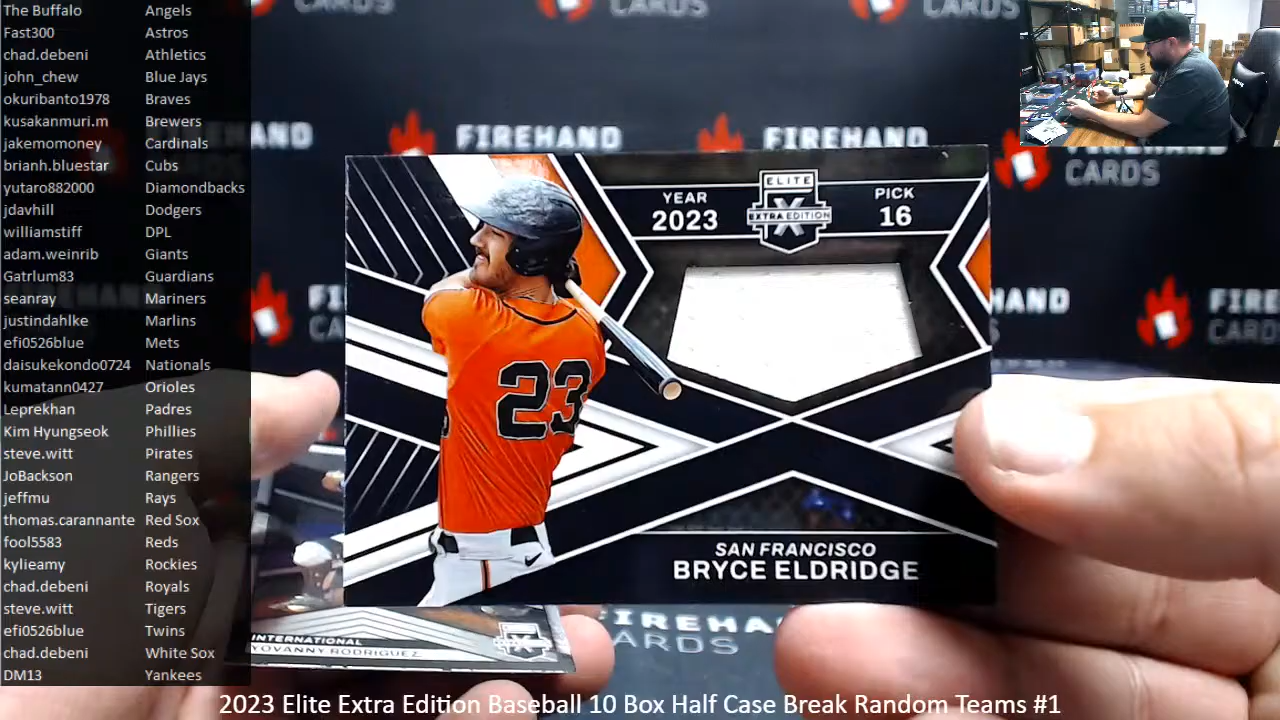 The Buffalo Angels
Fast300 Astros
chad.debeni Athletics
john_chew Blue Jays
okuribanto1978 Braves
kusakanmuri.m Brewers
jakemomoney Cardinals
brianh.bluestar Cubs
yutaro882000 Diamondbacks
jdavhill Dodgers
williamstiff DPL
adam.weinrib Giants
Gatrlum83 Guardians
seanray Mariners
justindahlke Marlins
efi0526blue Mets
daisukekondo0724 Nationals
kumatann0427 Orioles
Leprekhan Padres
Kim Hyungseok Phillies
steve.witt Pirates
JoBackson Rangers
jeffmu Rays
thomas.carannante Red Sox
fool5583 Reds
kylieamy Rockies
chad.debeni Royals
steve.witt Tigers
efi0526blue Twins
chad.debeni White Sox
DM13 Yankees
CARDS
CARDS
CARDS
FIREHAND
FIREHAND
CARDS
YEAR
2023
ELITE
EXTRA EDITION
X
PICK
16
23
SAN FRANCISCO
BRYCE ELDRIDGE
INTERNATIONAL
YOVANNY RODRIGUEZ
CARDS
2023 Elite Extra Edition Baseball 10 Box Half Case Break Random Teams #1